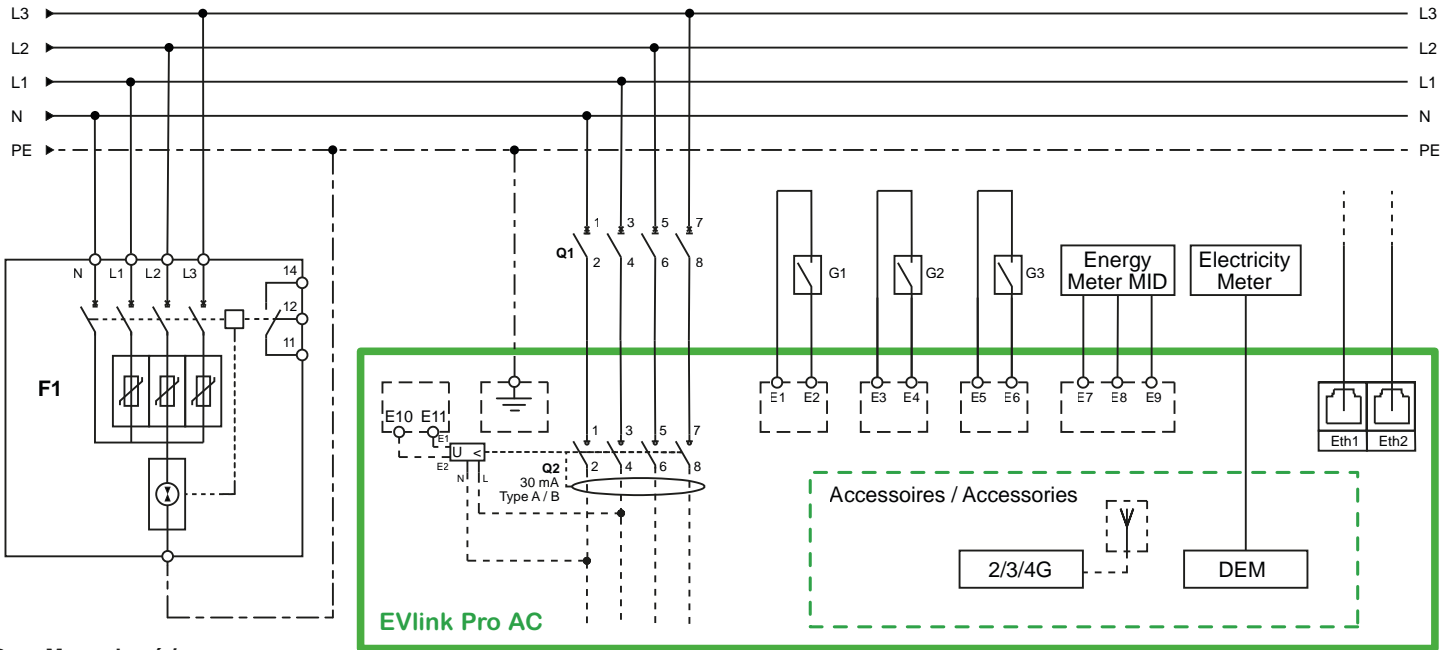 L3 L3
L2 L2
L1 L1
N N
PE PE
1 3 5 7
Q1
2 4 6 8
G1 G2 G3
Energy
Meter MID
Electricity
Meter
N L1 L2 L3 14
12
11
F1
E10 E11
E1
E2
U <
N L
1 3 5 7
Q2
2 4 6 8
30 mA
Type A / B
E1 E2 E3 E4 E5 E6 E7 E8 E9
Eth1 Eth2
Accessoires / Accessories
2/3/4G
DEM
EVlink Pro AC